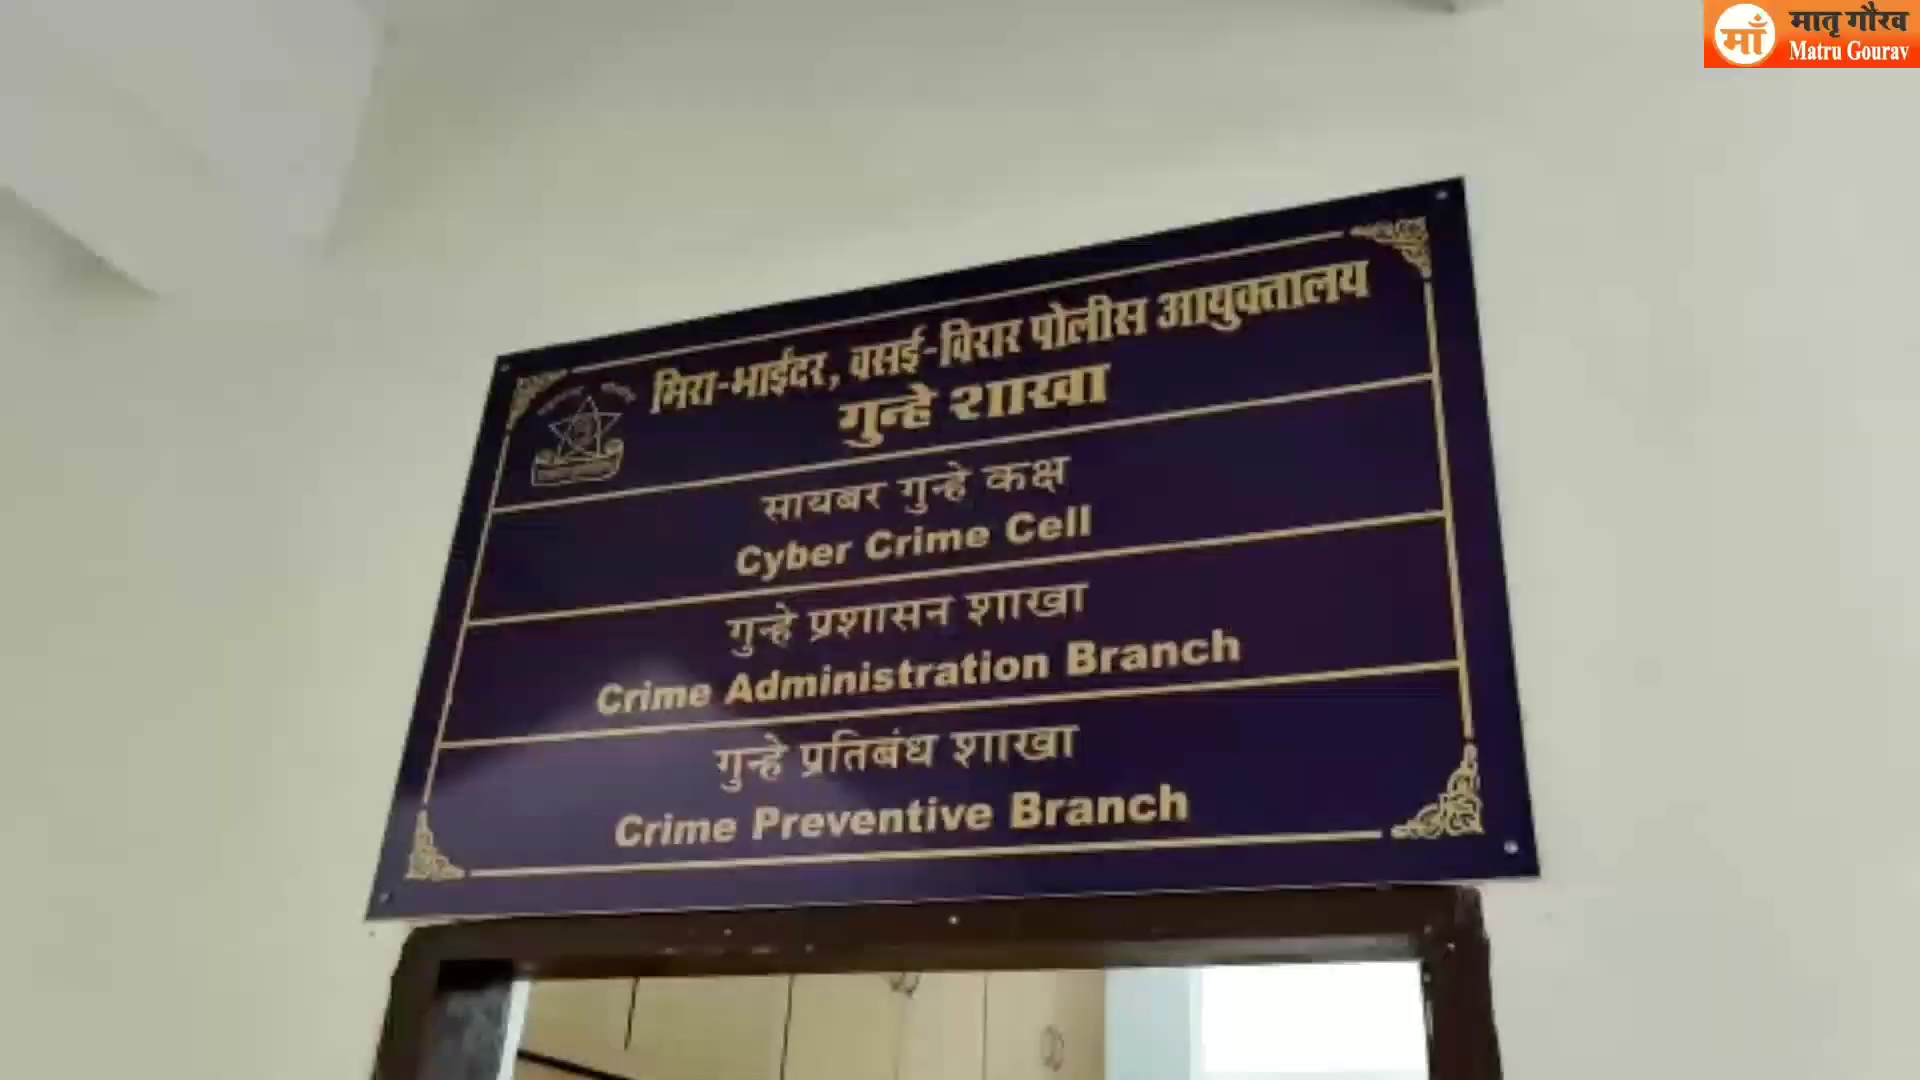 माँ
मातृ गौरव
Matru Gourav
मिरा-भाईंदर, वसई-विरार पोलीस आयुक्तालय
गुन्हे शाखा
सायबर गुन्हे कक्ष
Cyber Crime Cell
गुन्हे प्रशासन शाखा
Crime Administration Branch
गुन्हे प्रतिबंध शाखा
Crime Preventive Branch